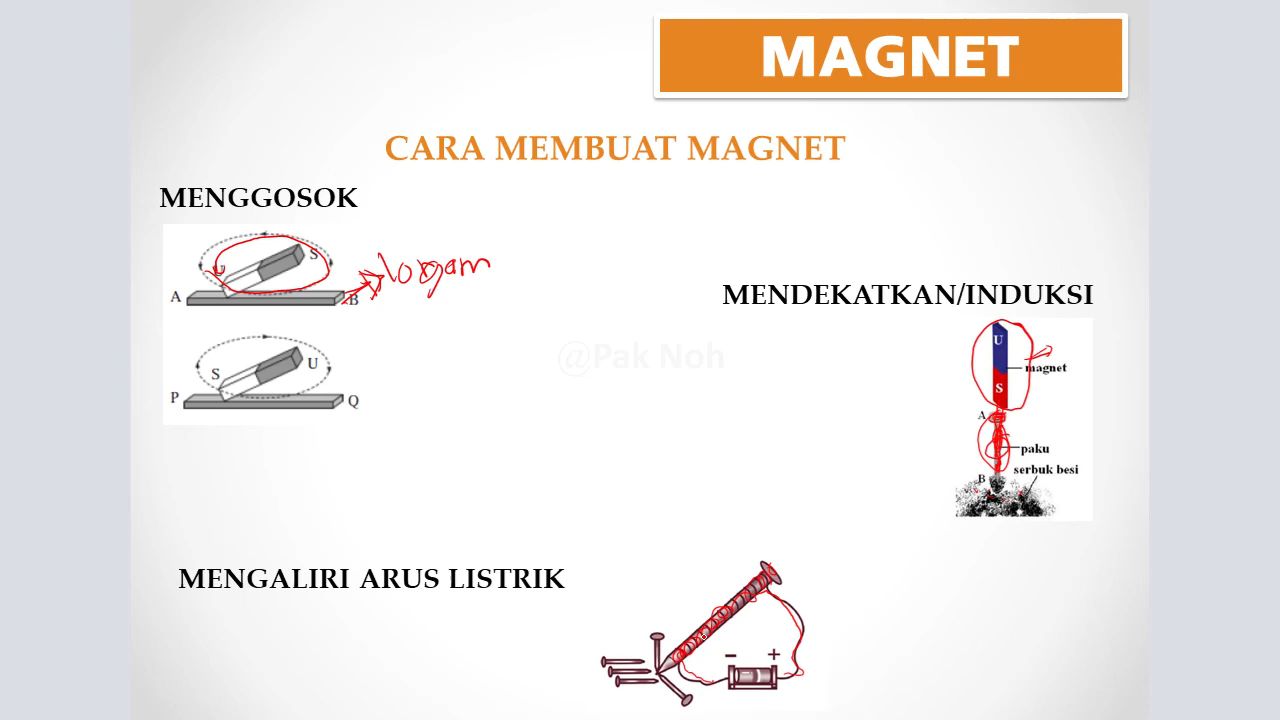 MAGNET
CARA MEMBUAT MAGNET
MENGGOSOK
U
S
A
B
logam
S
U
P
Q
MENDEKATKAN/INDUKSI
U
magnet
S
A
paku
serbuk besi
B
@Pak Noh
MENGALIRI ARUS LISTRIK
- +